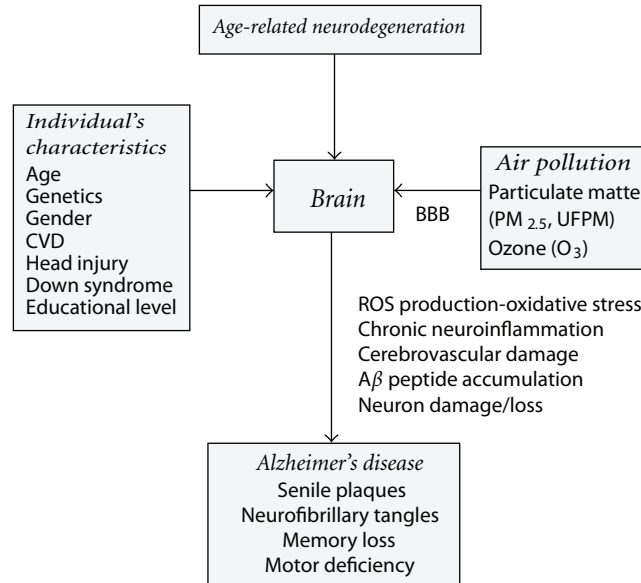 Age-related neurodegeneration
Individual's
characteristics
Age
Genetics
Gender
CVD
Head injury
Down syndrome
Educational level
Brain
BBB
Air pollution
Particulate matte
(PM 2.5, UFPM)
Ozone (O3)
ROS production-oxidative stress
Chronic neuroinflammation
Cerebrovascular damage
Aβ peptide accumulation
Neuron damage/loss
Alzheimer's disease
Senile plaques
Neurofibrillary tangles
Memory loss
Motor deficiency